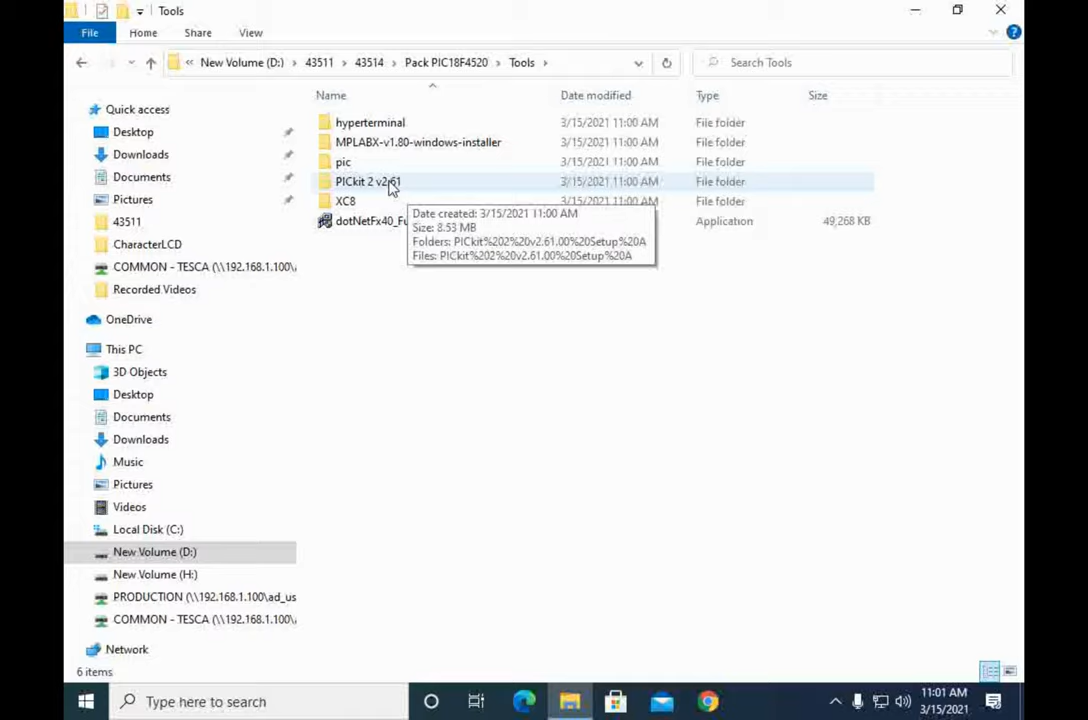 Tools
File Home Share View
« New Volume (D:) › 43511 › 43514 › Pack PIC18F4520 › Tools ›
Search Tools
Name Date modified Type Size
Quick access
Desktop
Downloads
Documents
Pictures
43511
CharacterLCD
COMMON - TESCA (\\192.168.1.100\
Recorded Videos
OneDrive
This PC
3D Objects
Desktop
Documents
Downloads
Music
Pictures
Videos
Local Disk (C:)
New Volume (D:)
New Volume (H:)
PRODUCTION (\\192.168.1.100\ad_us
COMMON - TESCA (\\192.168.1.100\
Network
hyperterminal 3/15/2021 11:00 AM File folder
MPLABX-v1.80-windows-installer 3/15/2021 11:00 AM File folder
pic 3/15/2021 11:00 AM File folder
PICkit 2 v2.61 3/15/2021 11:00 AM File folder
XC8 3/15/2021 11:00 AM File folder
dotNetFx40_Fu Application 49,268 KB
Date created: 3/15/2021 11:00 AM
Size: 8.53 MB
Folders: PICkit%202%20v2.61.00%20Setup%20A
Files: PICkit%202%20v2.61.00%20Setup%20A
6 items
Type here to search
11:01 AM
3/15/2021